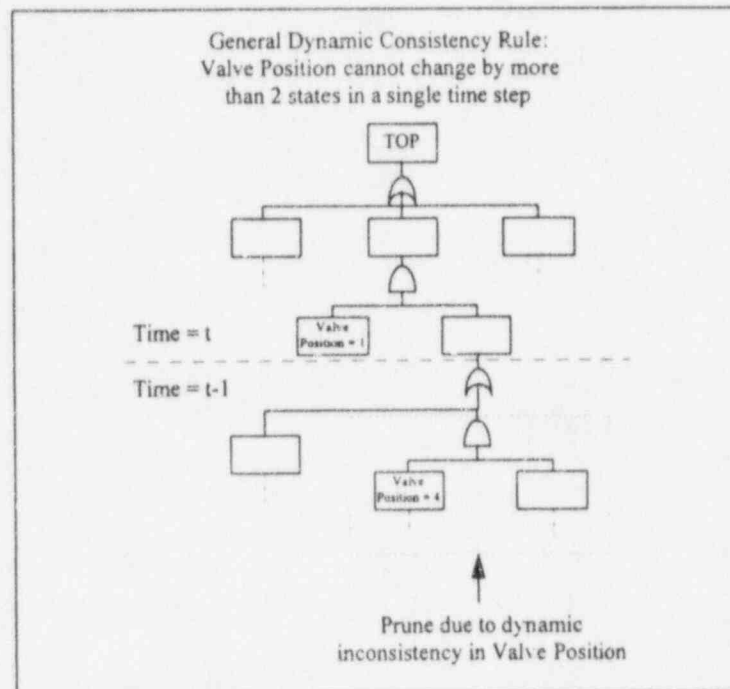 General Dynamic Consistency Rule:
Valve Position cannot change by more
than 2 states in a single time step
TOP
Time = t
Valve
Position = 1
Time = t-1
Valve
Position = 4
Prune due to dynamic
inconsistency in Valve Position